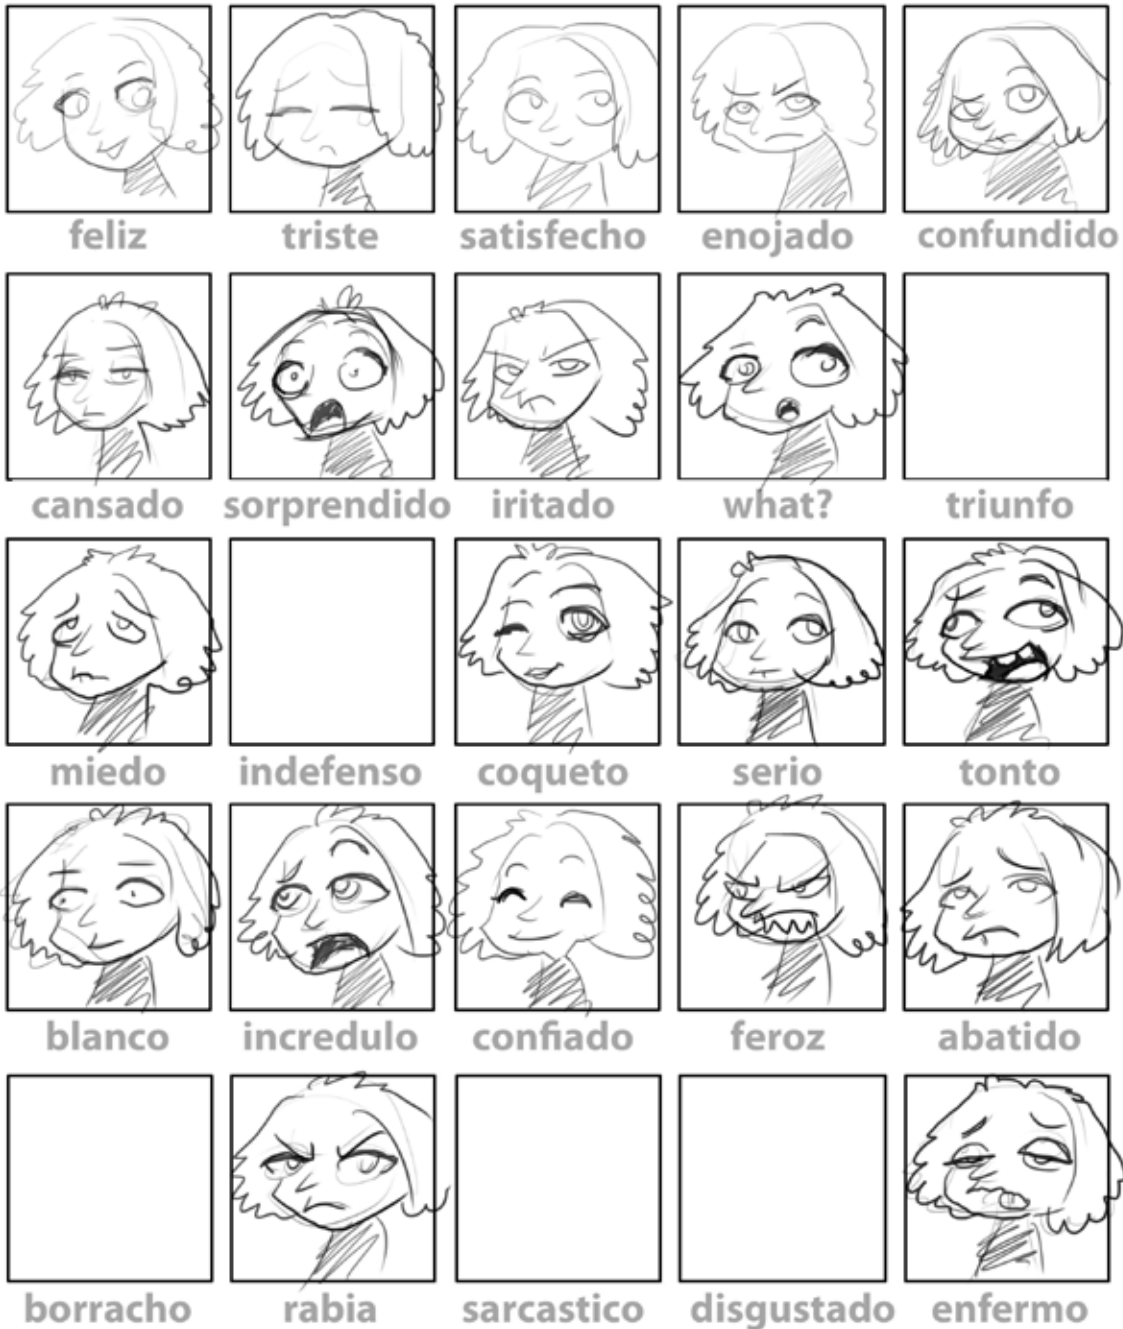 feliz triste satisfecho enojado confundido
cansado sorprendido iritado what? triunfo
miedo indefenso coqueto serio tonto
blanco incredulo confiado feroz abatido
borracho rabia sarcastico disgustado enfermo